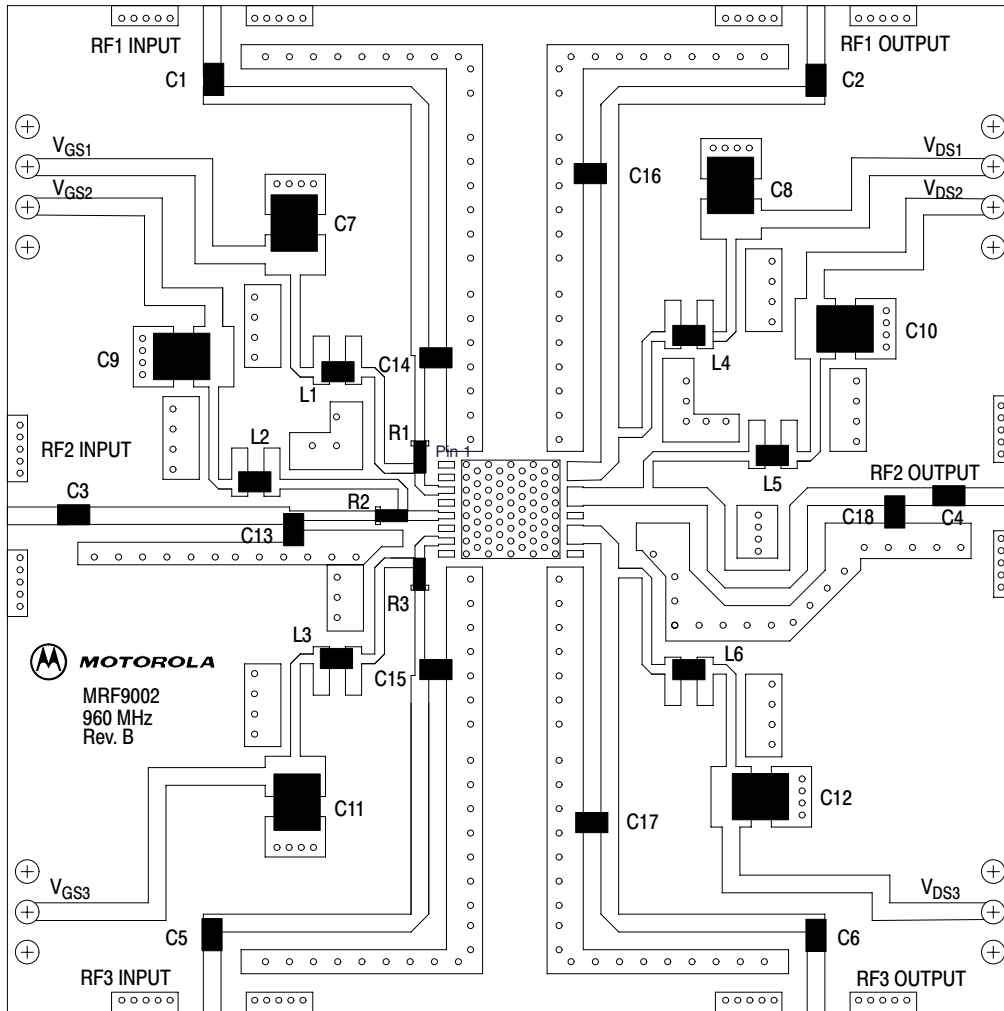 RF1 INPUT
RF1 OUTPUT
C1
C2
VGS1
VDS1
C16
C8
VGS2
VDS2
C7
C10
C9
C14
L4
L1
R1
Pin 1
RF2 INPUT
L2
L5
RF2 OUTPUT
C3
R2
C13
C18
C4
R3
L3
L6
MOTOROLA
C15
MRF9002
960 MHz
Rev. B
C11
C12
C17
VGS3
VDS3
C5
C6
RF3 INPUT
RF3 OUTPUT